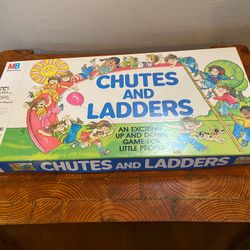 MB
CHUTES
AND
LADDERS
AN EXCITING
UP AND DOWN
GAME FOR
LITTLE PEOPLE
CHUTES AND LADDERS